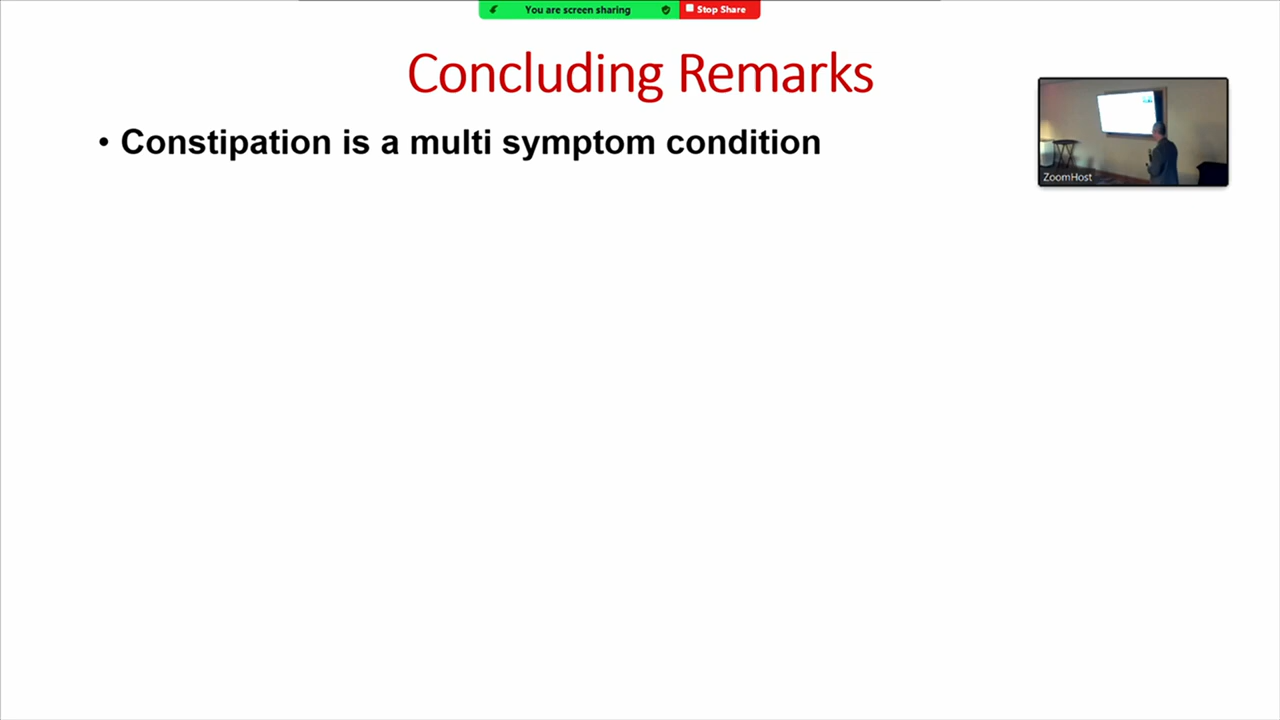 You are screen sharing
Stop Share
Concluding Remarks
• Constipation is a multi symptom condition
ZoomHost